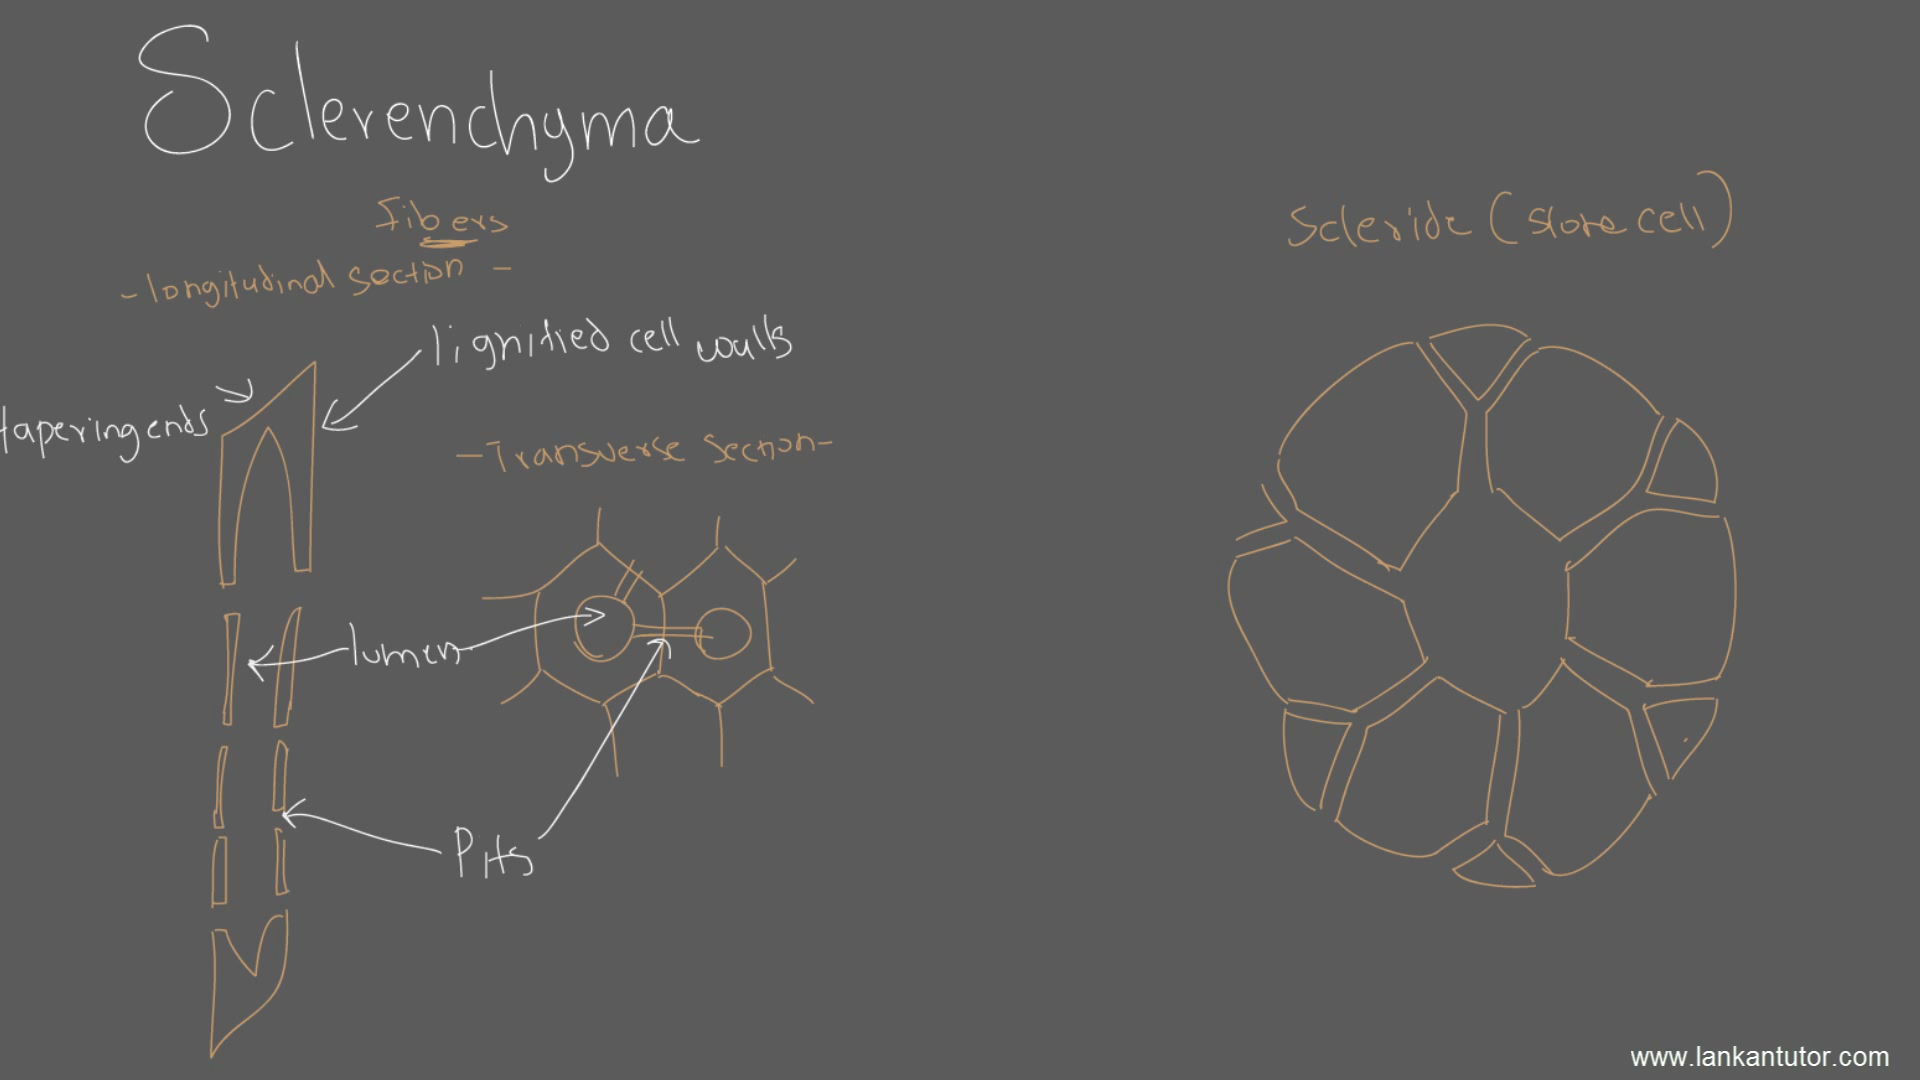 Sclerenchyma
Fibers
- longitudinal section -
lignified cell walls
tapering ends
- Transverse section -
lumen
Pits
Scleride (Stone cell)
www.lankantutor.com